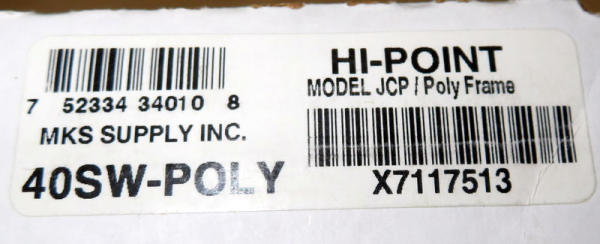 7 52334 34010 8
MKS SUPPLY INC.
40SW-POLY
HI-POINT
MODEL JCP / Poly Frame
X7117513